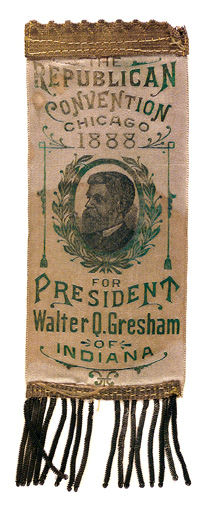 THE
REPUBLICAN
CONVENTION
CHICAGO
1888
FOR
PRESIDENT
Walter Q. Gresham
OF
INDIANA